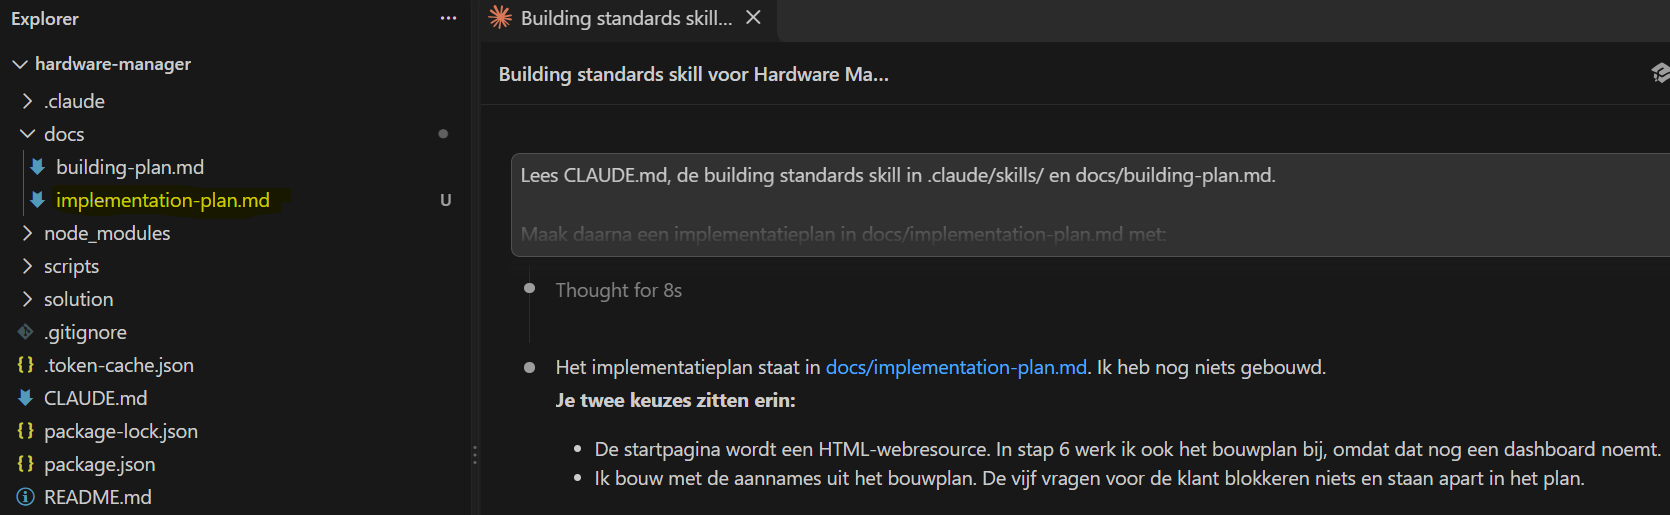 Explorer
hardware-manager
.claude
docs
building-plan.md
implementation-plan.md U
node_modules
scripts
solution
.gitignore
.token-cache.json
CLAUDE.md
package-lock.json
package.json
README.md
Building standards skill...
Building standards skill voor Hardware Ma...
Lees CLAUDE.md, de building standards skill in .claude/skills/ en docs/building-plan.md.
Maak daarna een implementatieplan in docs/implementation-plan.md met:
Thought for 8s
Het implementatieplan staat in docs/implementation-plan.md. Ik heb nog niets gebouwd.
Je twee keuzes zitten erin:
De startpagina wordt een HTML-webresource. In stap 6 werk ik ook het bouwplan bij, omdat dat nog een dashboard noemt.
Ik bouw met de aannames uit het bouwplan. De vijf vragen voor de klant blokkeren niets en staan apart in het plan.